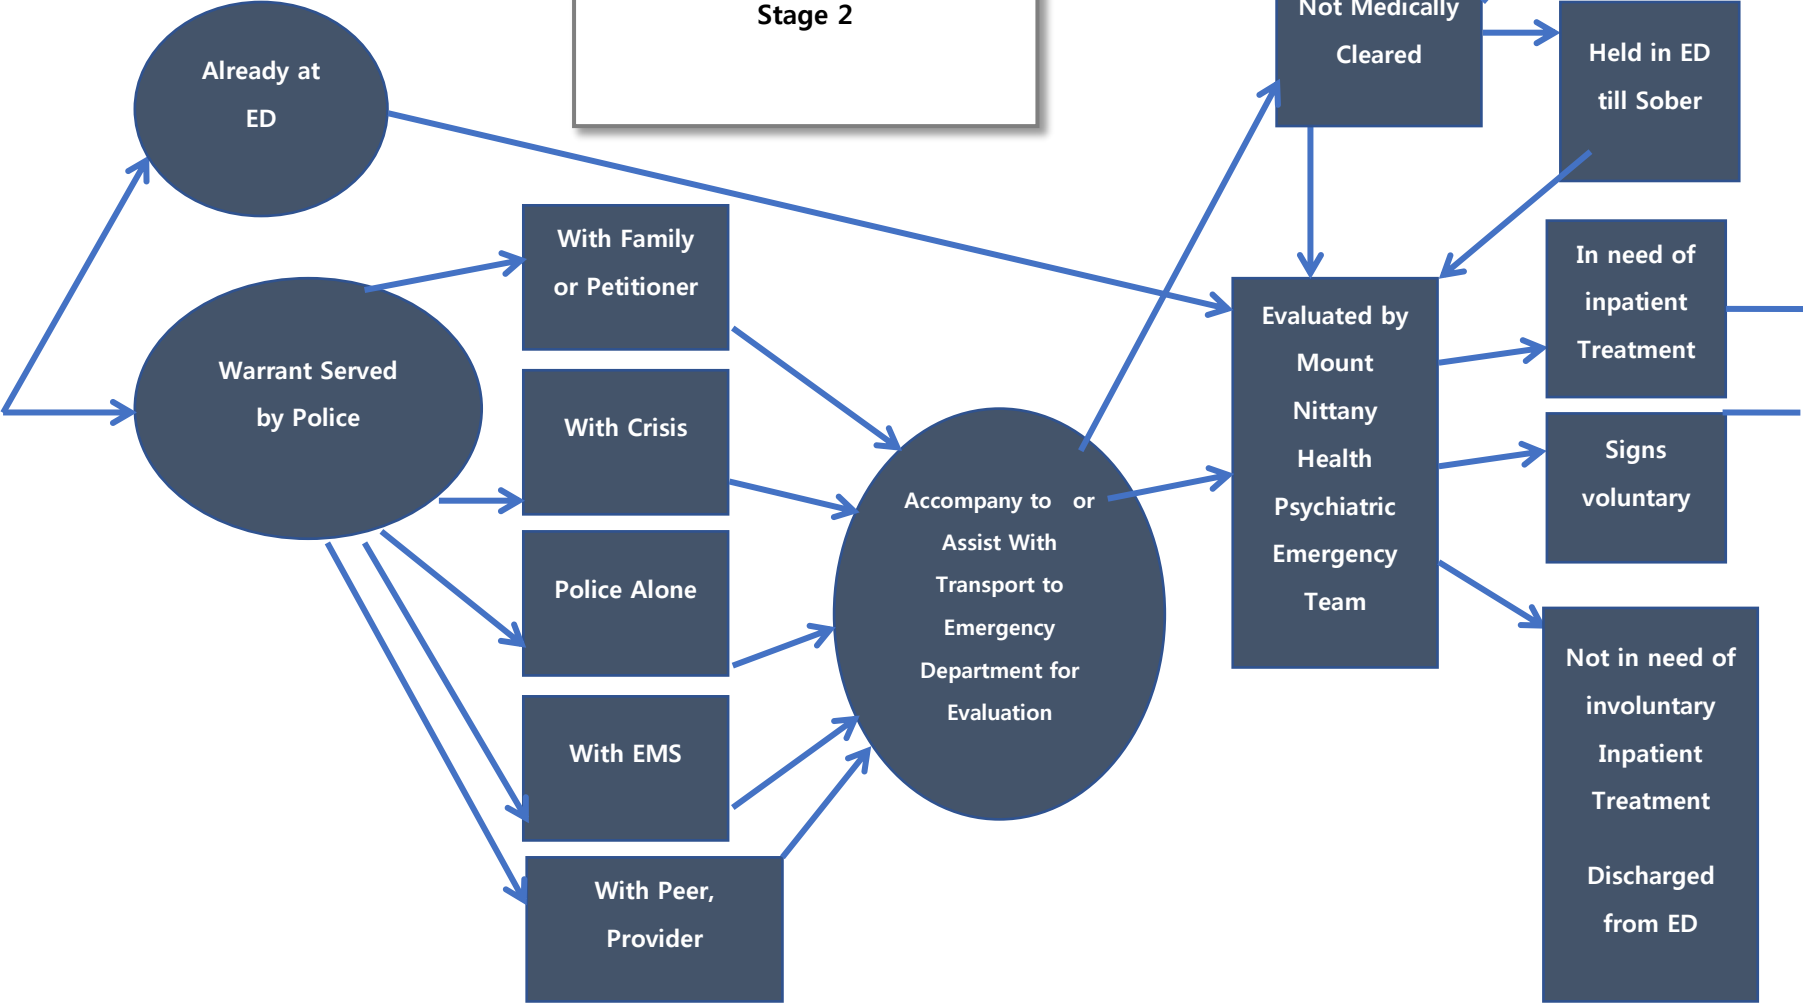 Stage 2
Already at
ED
Not Medically
Cleared
Held in ED
till Sober
With Family
or Petitioner
Warrant Served
by Police
With Crisis
Police Alone
With EMS
With Peer,
Provider
Accompany to or
Assist With
Transport to
Emergency
Department for
Evaluation
Evaluated by
Mount
Nittany
Health
Psychiatric
Emergency
Team
In need of
inpatient
Treatment
Signs
voluntary
Not in need of
involuntary
Inpatient
Treatment
Discharged
from ED